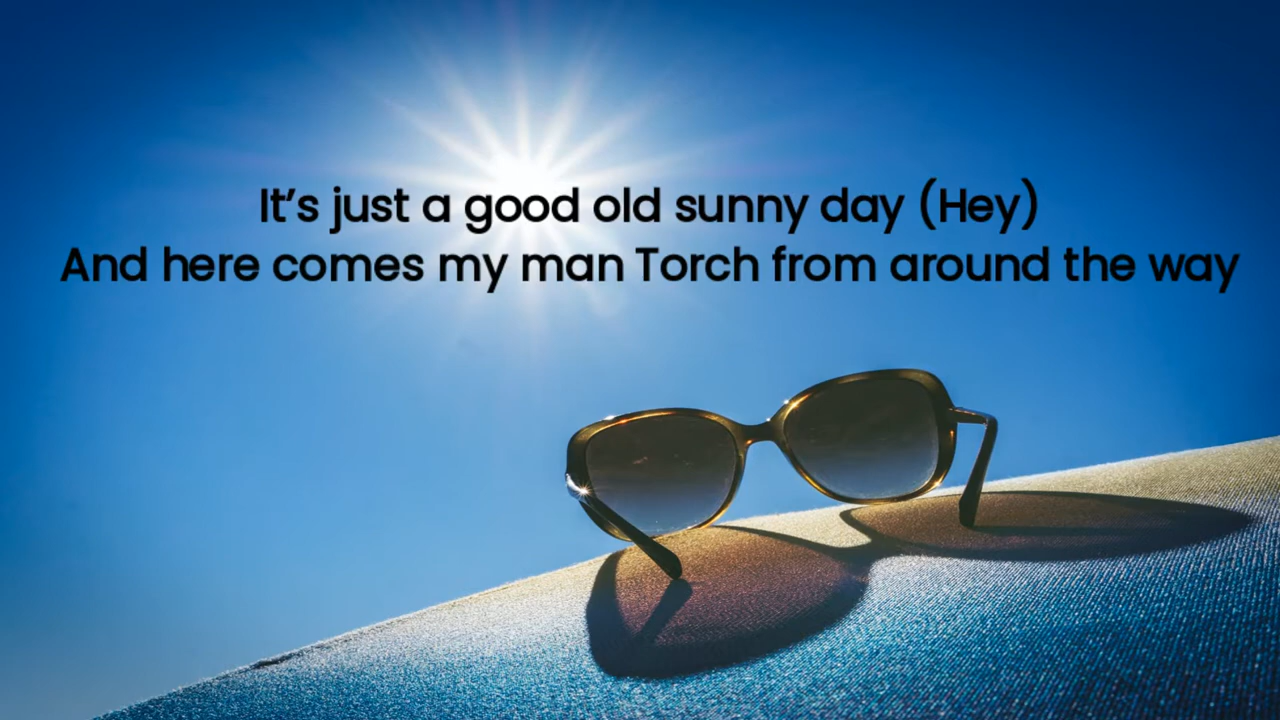 It’s just a good old sunny day (Hey)
And here comes my man Torch from around the way